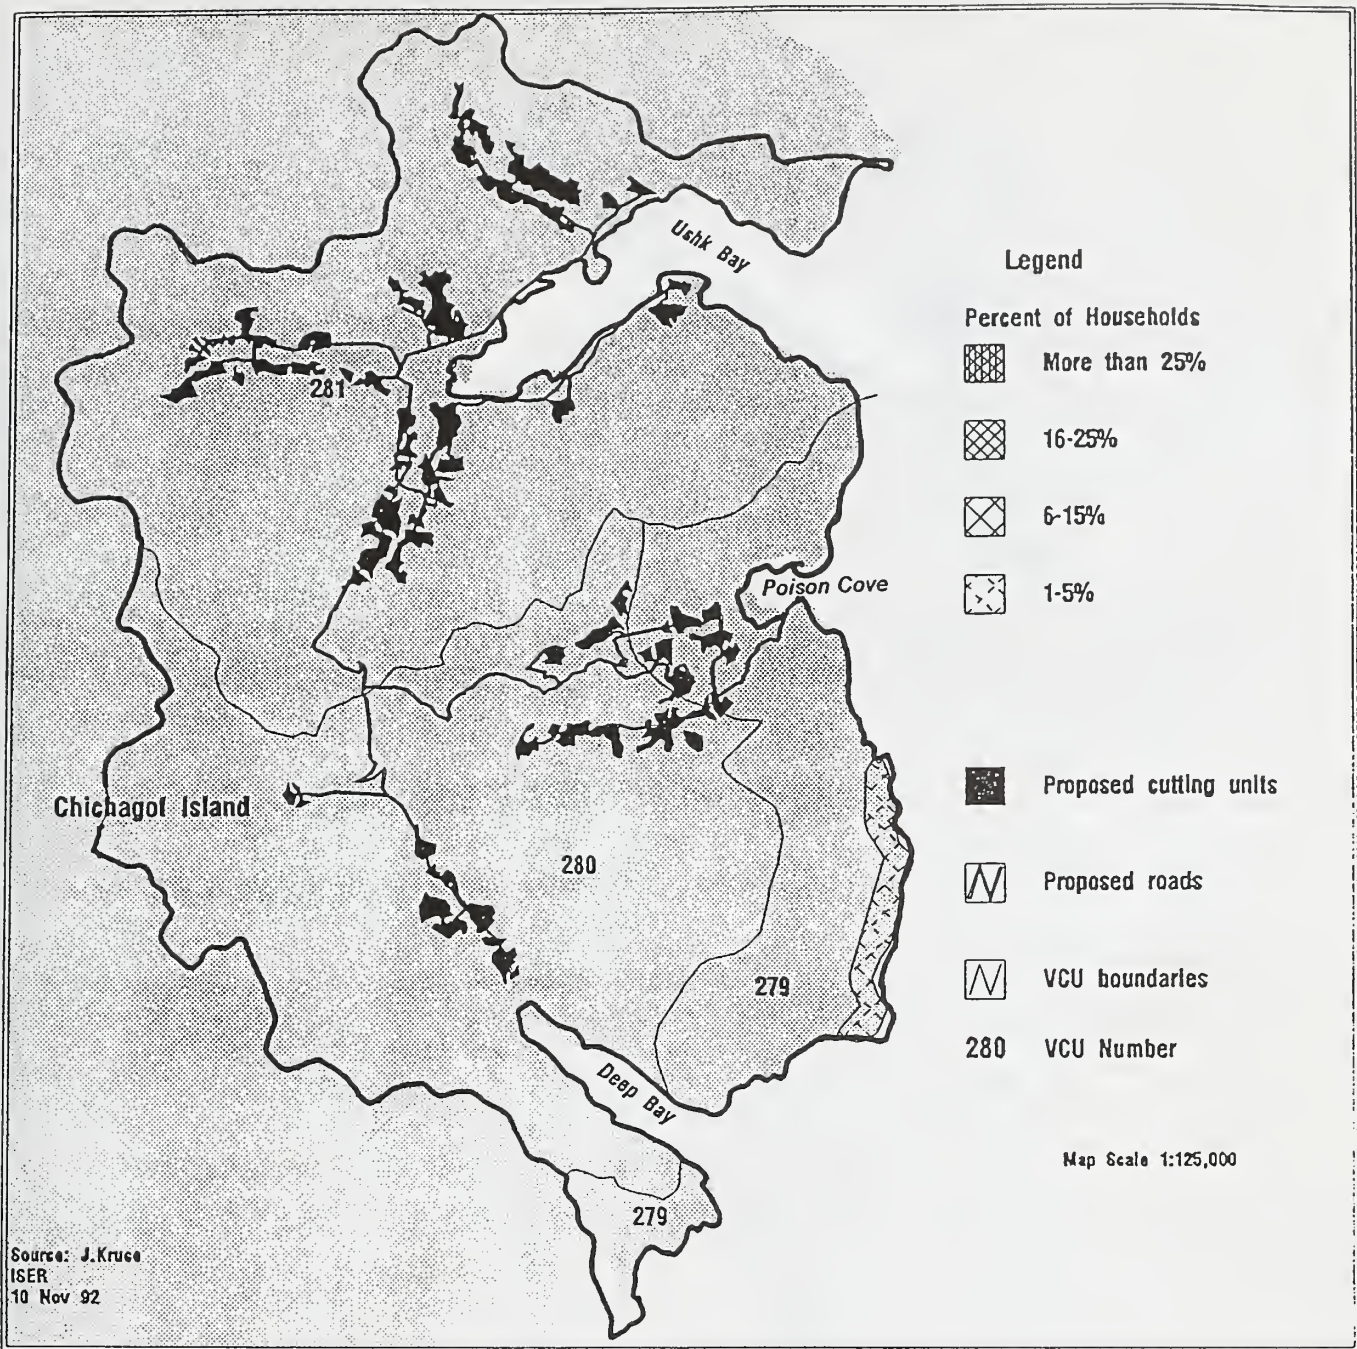 Ushk Bay
Legend
Percent of Households
More than 25%
16-25%
6-15%
1-5%
281
Poison Cove
Proposed cutting units
Chichagof Island
280
Proposed roads
279
VCU boundaries
280 VCU Number
Deep Bay
Map Scale 1:125,000
279
Source: J.Kruse
ISER
10 Nov 92